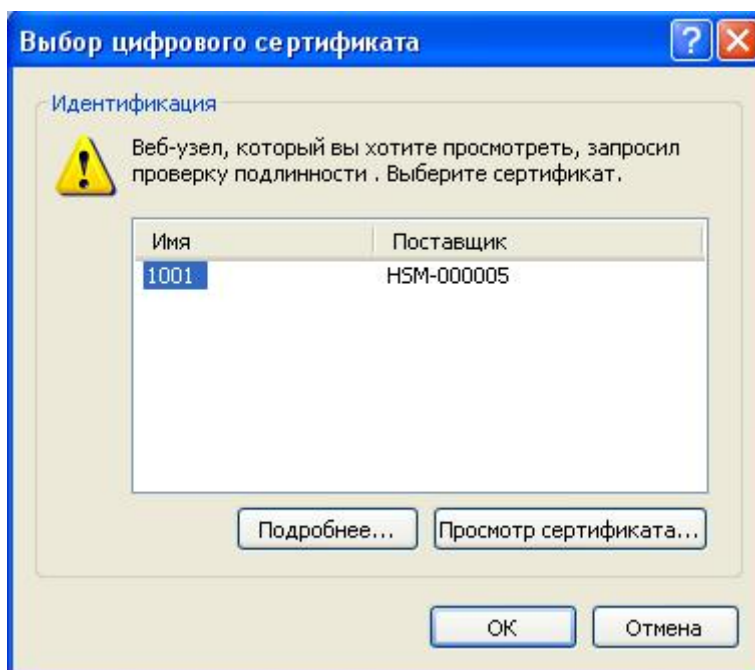 Выбор цифрового сертификата
Идентификация
Веб-узел, который вы хотите просмотреть, запросил
проверку подлинности . Выберите сертификат.
Имя Поставщик
1001 HSM-000005
Подробнее... Просмотр сертификата...
ОК Отмена